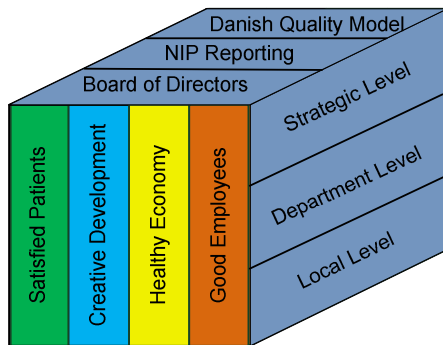 Danish Quality Model
NIP Reporting
Board of Directors
Satisfied Patients
Creative Development
Healthy Economy
Good Employees
Strategic Level
Department Level
Local Level